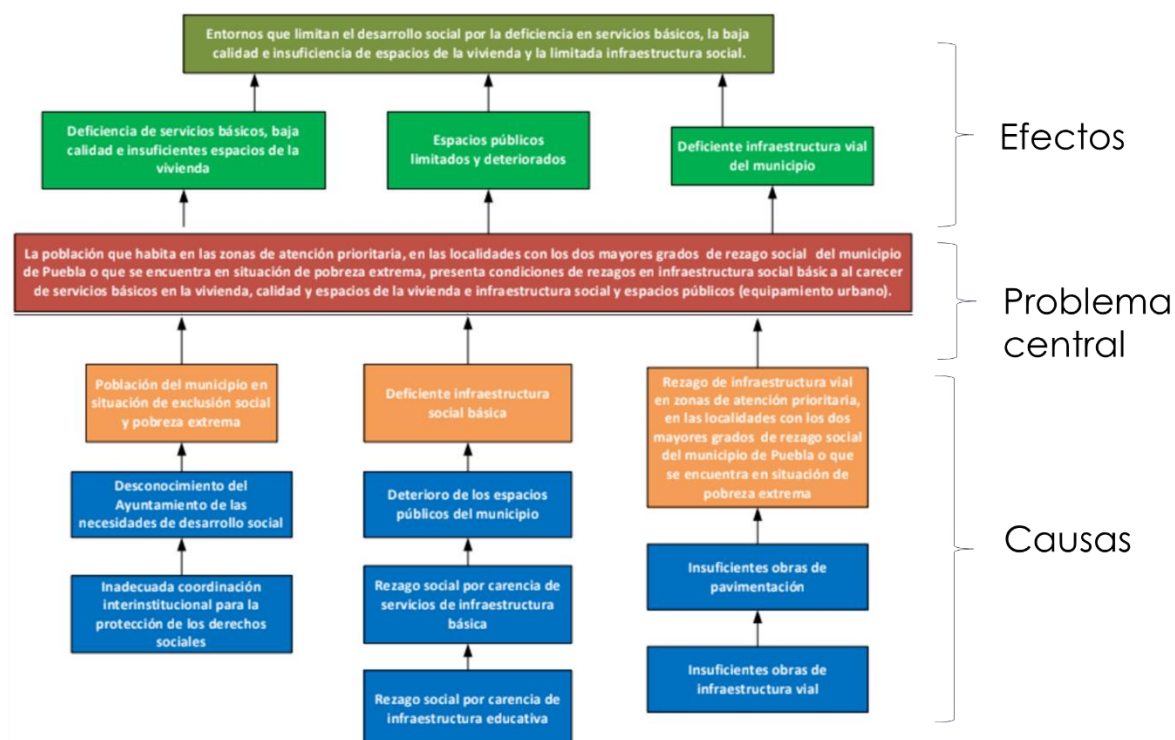 Entornos que limitan el desarrollo social por la deficiencia en servicios básicos, la baja
calidad e insuficiencia de espacios de la vivienda y la limitada infraestructura social.
Deficiencia de servicios básicos, baja
calidad e insuficientes espacios de la
vivienda
Espacios públicos
limitados y deteriorados
Deficiente infraestructura vial
del municipio
Efectos
La población que habita en las zonas de atención prioritaria, en las localidades con los dos mayores grados de rezago social del municipio
de Puebla o que se encuentra en situación de pobreza extrema, presenta condiciones de rezagos en infraestructura social básica al carecer
de servicios básicos en la vivienda, calidad y espacios de la vivienda e infraestructura social y espacios públicos (equipamiento urbano).
Problema
central
Población del municipio en
situación de exclusión social
y pobreza extrema
Desconocimiento del
Ayuntamiento de las
necesidades de desarrollo social
Inadecuada coordinación
interinstitucional para la
protección de los derechos
sociales
Deficiente infraestructura
social básica
Deterioro de los espacios
públicos del municipio
Rezago social por carencia de
servicios de infraestructura
básica
Rezago social por carencia de
infraestructura educativa
Rezago de infraestructura vial
en zonas de atención prioritaria,
en las localidades con los dos
mayores grados de rezago social
del municipio de Puebla o que
se encuentra en situación de
pobreza extrema
Insuficientes obras de
pavimentación
Insuficientes obras de
infraestructura vial
Causas